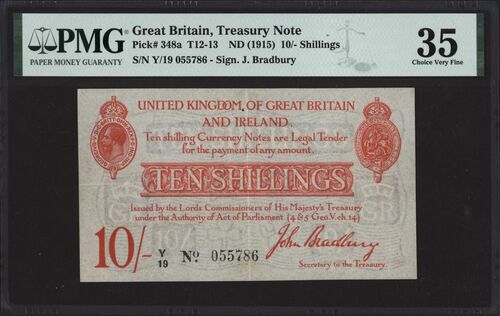 PMG
PAPER MONEY GUARANTY
Great Britain, Treasury Note
Pick# 348a T12-13 ND (1915) 10/- Shillings
S/N Y/19 055786 - Sign. J. Bradbury
35
Choice Very Fine
UNITED KINGDOM OF GREAT BRITAIN
AND IRELAND
Ten shilling Currency Notes are Legal Tender
for the payment of any amount.
TEN SHILLINGS
Issued by the Lords Commissioners of His Majesty's Treasury
under the Authority of Act of Parliament (4 & 5 Geo.V. ch.14)
10/- Y/19 No 055786
John Bradbury
Secretary to the Treasury.